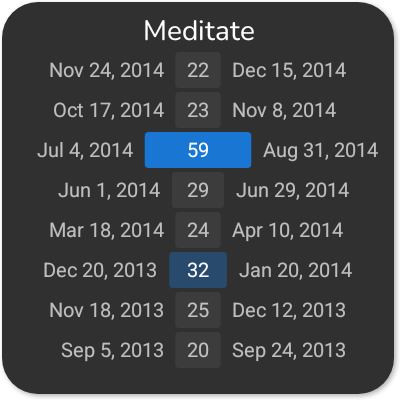 Meditate
Nov 24, 2014 22 Dec 15, 2014
Oct 17, 2014 23 Nov 8, 2014
Jul 4, 2014 59 Aug 31, 2014
Jun 1, 2014 29 Jun 29, 2014
Mar 18, 2014 24 Apr 10, 2014
Dec 20, 2013 32 Jan 20, 2014
Nov 18, 2013 25 Dec 12, 2013
Sep 5, 2013 20 Sep 24, 2013